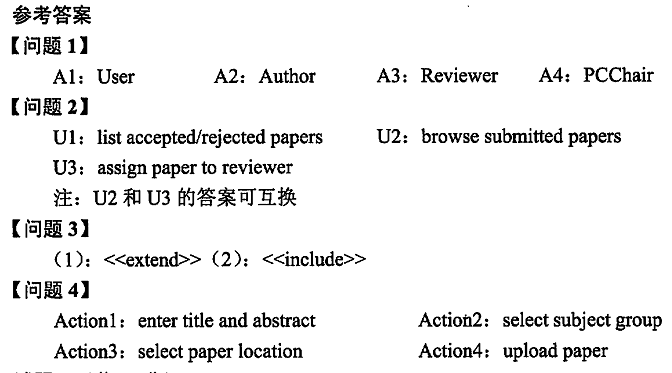 参考答案
【问题1】
A1：User A2：Author A3：Reviewer A4：PCChair
【问题2】
U1：list accepted/rejected papers U2：browse submitted papers
U3：assign paper to reviewer
注：U2 和 U3 的答案可互换
【问题3】
（1）：<<extend>>（2）：<<include>>
【问题4】
Action1：enter title and abstract Action2：select subject group
Action3：select paper location Action4：upload paper